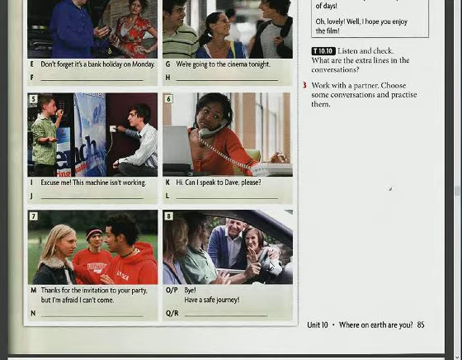 of days!
Oh, lovely! Well, I hope you enjoy
the film!
E Don't forget it's a bank holiday on Monday.
F
G We're going to the cinema tonight.
H
T 10.10 Listen and check.
What are the extra lines in the
conversations?
3 Work with a partner. Choose
some conversations and practise
them.
5
I Excuse me! This machine isn't working.
J
6
K Hi. Can I speak to Dave, please?
L
7
M Thanks for the invitation to your party,
but I'm afraid I can't come.
N
8
O/P Bye!
Have a safe journey!
Q/R
Unit 10 • Where on earth are you? 85